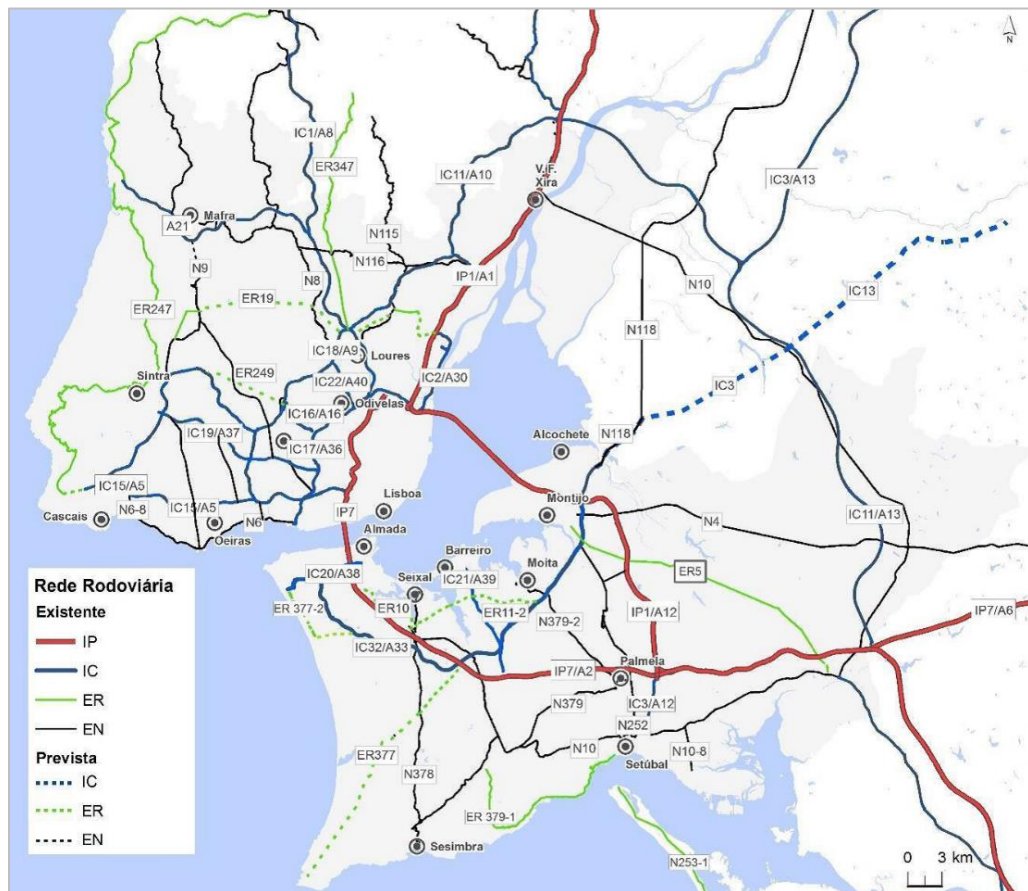 N
IC1/A8
ER347
IC11/A10
V.F.
Xira
IC3/A13
A21
Mafra
N115
N116
N9
N8
IP1/A1
N10
IC13
ER247
ER19
N118
IC18/A9
Loures
Sintra
ER249
IC22/A40
IC2/A30
IC3
Odivelas
IC16/A16
IC19/A37
IC17/A36
N118
Alcochete
IC15/A5
Lisboa
Montijo
N6-8
IC15/A5
IP7
N4
IC11/A13
Cascais
Oeiras
N6
Almada
Barreiro
Moita
Seixal
IC20/A38
IC21/A39
ER5
ER 377-2
ER10
ER11-2
IP1/A12
IP7/A6
N379-2
IC32/A33
Palmela
IP7/A2
N379
IC3/A12
N252
ER377
N10
N10-8
Setúbal
N378
ER 379-1
Sesimbra
N253-1
Rede Rodoviária
Existente
IP
IC
ER
EN
Prevista
IC
ER
EN
0 3 km